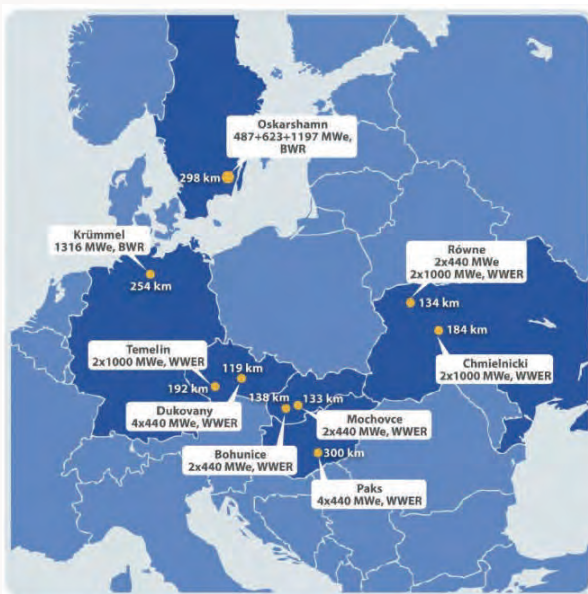 Oskarshamn
487+623+1197 MWe,
BWR
298 km
Krümmel
1316 MWe, BWR
254 km
Równe
2x440 MWe
2x1000 MWe, WWER
134 km
184 km
Chmielnicki
2x1000 MWe, WWER
Temelin
2x1000 MWe, WWER
119 km
192 km
Dukovany
4x440 MWe, WWER
138 km
133 km
Mochovce
2x440 MWe, WWER
Bohunice
2x440 MWe, WWER
300 km
Paks
4x440 MWe, WWER